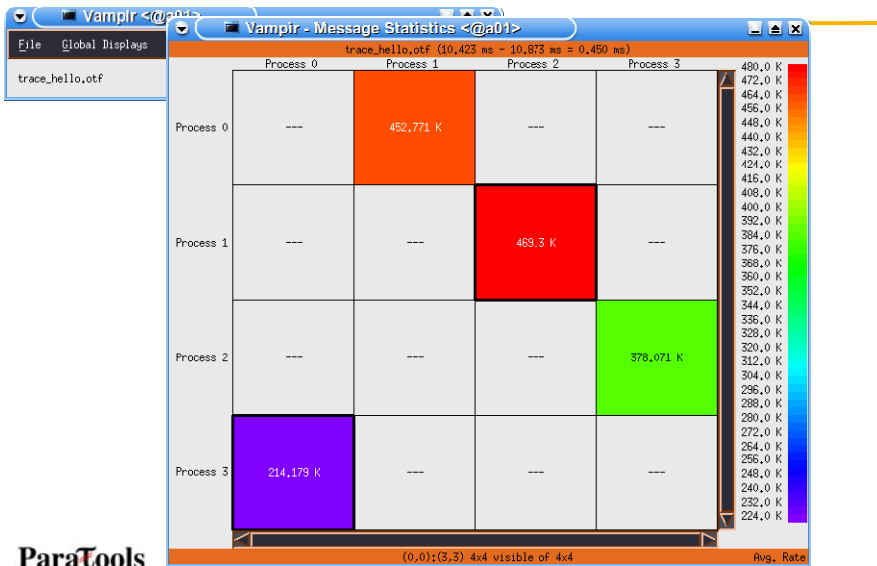 Vampir <@a01>
File Global Displays
trace_hello.otf
Vampir - Message Statistics <@a01>
trace_hello.otf (10,423 ms - 10,873 ms = 0,450 ms)
Process 0 Process 1 Process 2 Process 3
Process 0 --- 452,771 K --- ---
Process 1 --- --- 469.3 K ---
Process 2 --- --- --- 378,071 K
Process 3 214,179 K --- --- ---
480,0 K
472,0 K
464,0 K
456,0 K
448,0 K
440,0 K
432,0 K
424,0 K
416,0 K
408,0 K
400,0 K
392,0 K
384,0 K
376,0 K
368,0 K
360,0 K
352,0 K
344,0 K
336,0 K
328,0 K
320,0 K
312,0 K
304,0 K
296,0 K
288,0 K
280,0 K
272,0 K
264,0 K
256,0 K
248,0 K
240,0 K
232,0 K
224,0 K
(0,0):(3,3) 4x4 visible of 4x4
Avg. Rate
ParaTools